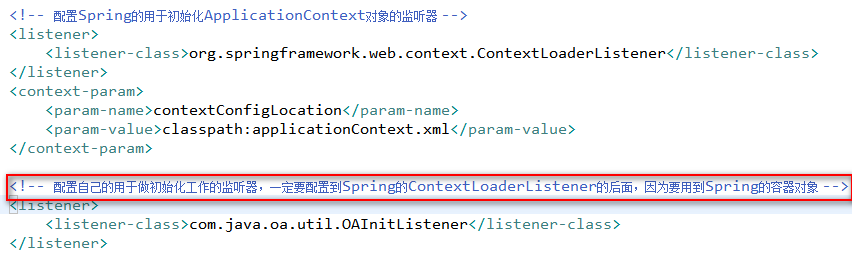 <!-- 配置Spring的用于初始化ApplicationContext对象的监听器 -->
<listener>
<listener-class>org.springframework.web.context.ContextLoaderListener</listener-class>
</listener>
<context-param>
<param-name>contextConfigLocation</param-name>
<param-value>classpath:applicationContext.xml</param-value>
</context-param>
<!-- 配置自己的用于做初始化工作的监听器，一定要配置到Spring的ContextLoaderListener的后面，因为要用到Spring的容器对象 -->
<listener>
<listener-class>com.java.oa.util.OAInitListener</listener-class>
</listener>